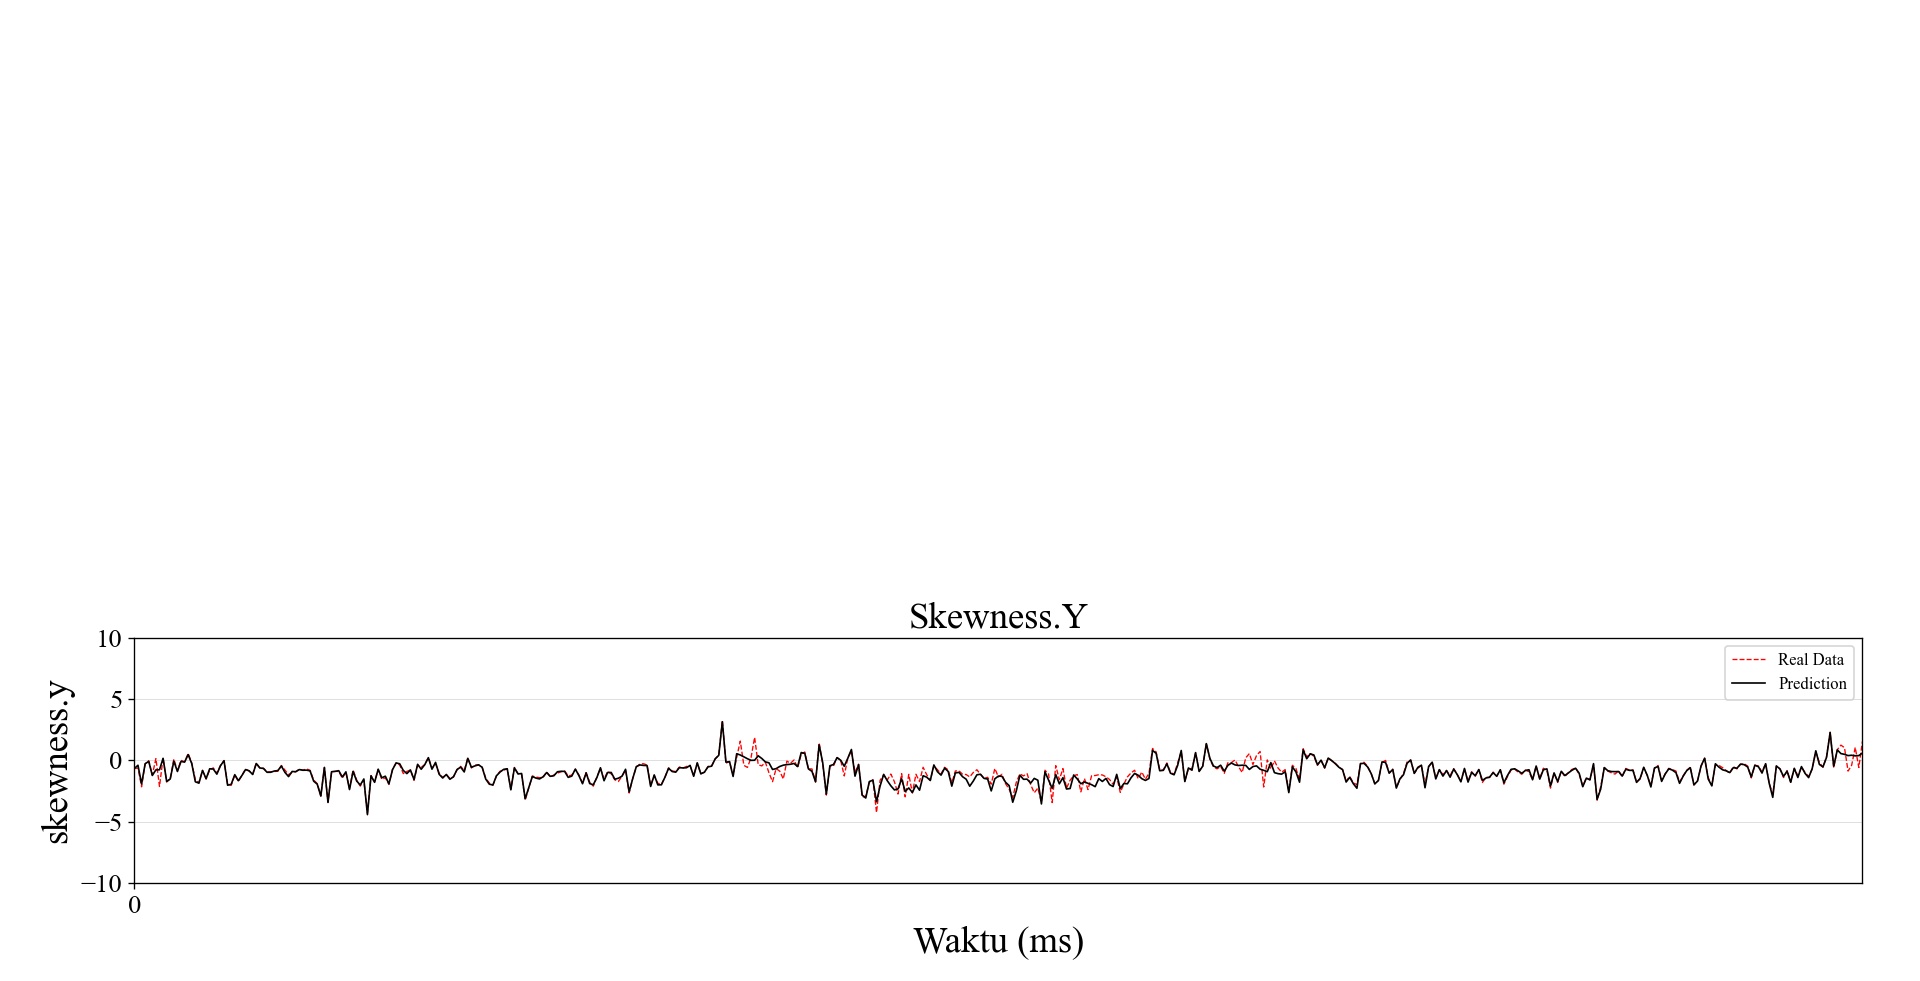 Skewness.Y
10
5
0
−5
−10
skewness.y
Real Data
Prediction
0
Waktu (ms)